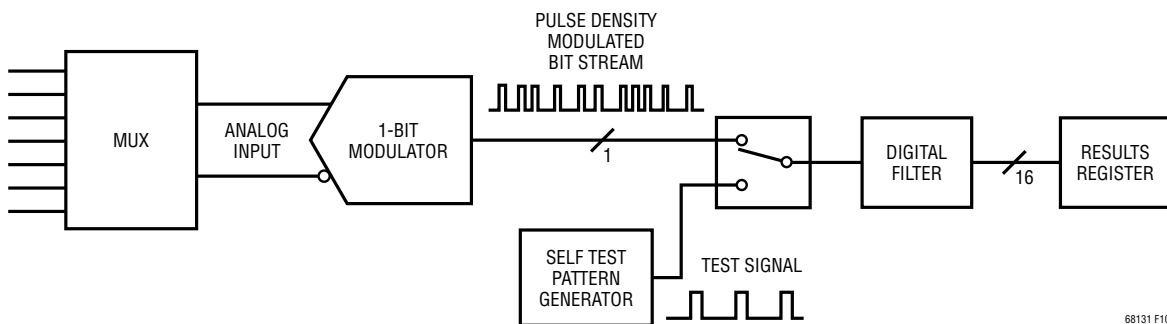 PULSE DENSITY
MODULATED
BIT STREAM
MUX
ANALOG
INPUT
1-BIT
MODULATOR
1
DIGITAL
FILTER
16
RESULTS
REGISTER
SELF TEST
PATTERN
GENERATOR
TEST SIGNAL